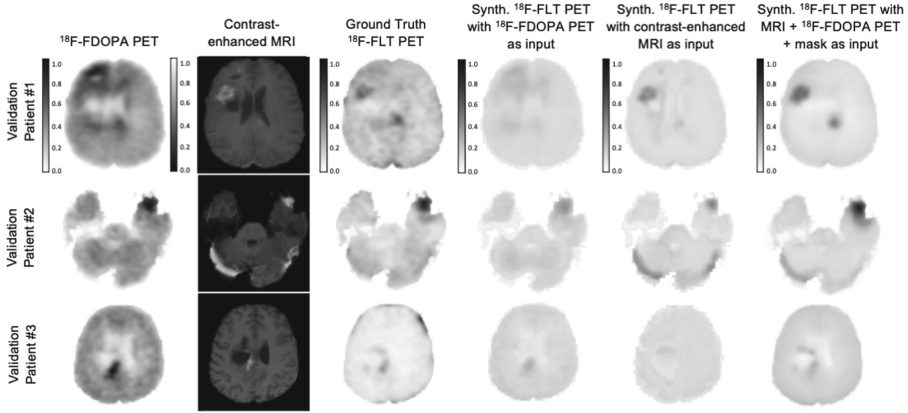 ¹⁸F-FDOPA PET
Contrast-
enhanced MRI
Ground Truth
¹⁸F-FLT PET
Synth. ¹⁸F-FLT PET
with ¹⁸F-FDOPA PET
as input
Synth. ¹⁸F-FLT PET
with contrast-enhanced
MRI as input
Synth. ¹⁸F-FLT PET with
MRI + ¹⁸F-FDOPA PET
+ mask as input
Validation
Patient #1
1.0
0.8
0.6
0.4
0.2
0.0
1.0
0.8
0.6
0.4
0.2
0.0
1.0
0.8
0.6
0.4
0.2
0.0
1.0
0.8
0.6
0.4
0.2
0.0
1.0
0.8
0.6
0.4
0.2
0.0
1.0
0.8
0.6
0.4
0.2
0.0
Validation
Patient #2
Validation
Patient #3